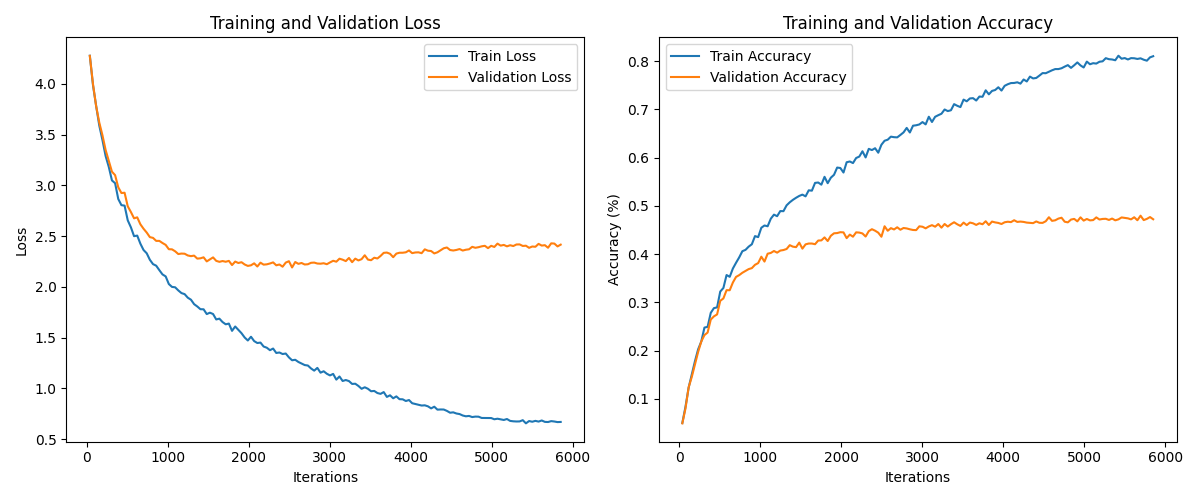 Training and Validation Loss
Train Loss
Validation Loss
Loss
4.0
3.5
3.0
2.5
2.0
1.5
1.0
0.5
0 1000 2000 3000 4000 5000 6000
Iterations
Training and Validation Accuracy
Train Accuracy
Validation Accuracy
Accuracy (%)
0.8
0.7
0.6
0.5
0.4
0.3
0.2
0.1
0 1000 2000 3000 4000 5000 6000
Iterations